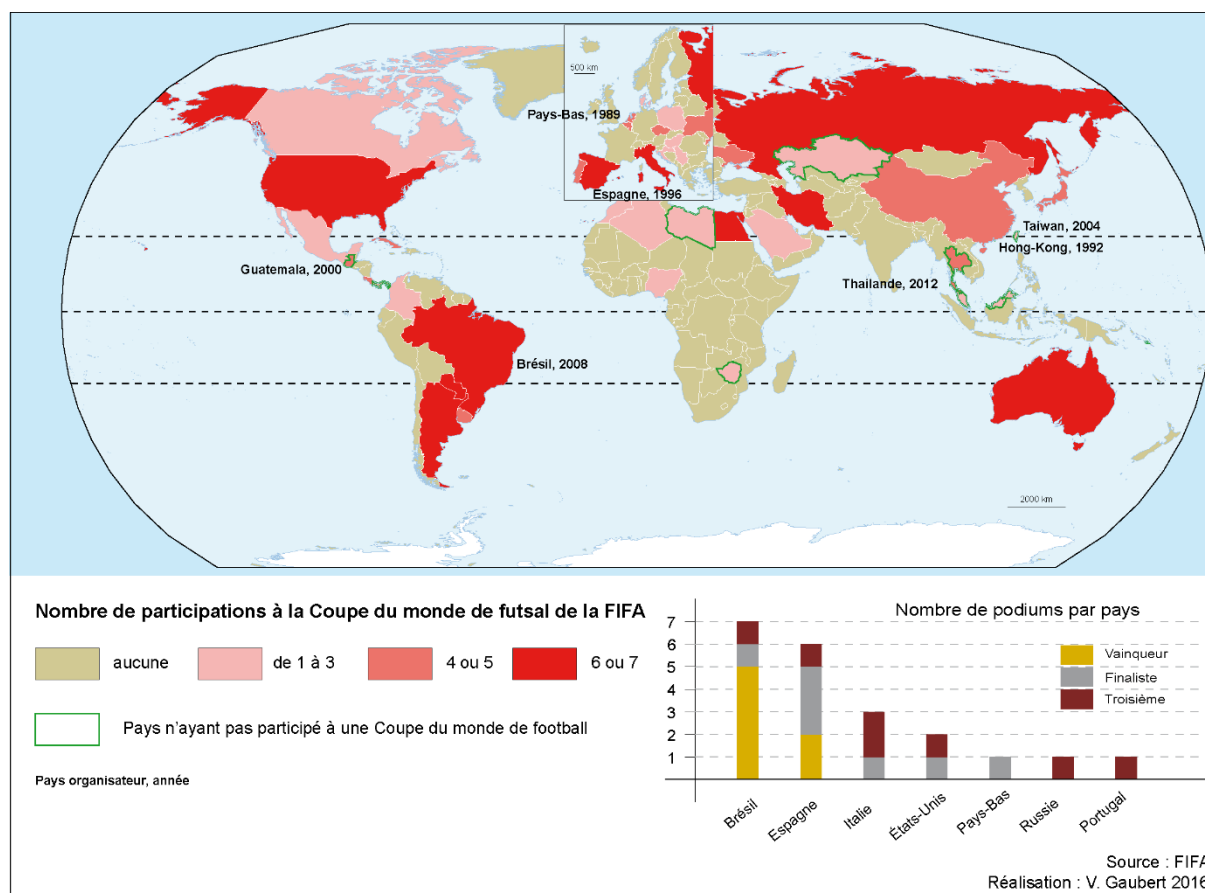 500 km
Pays-Bas, 1989
Espagne, 1996
Taiwan, 2004
Hong-Kong, 1992
Guatemala, 2000
Thaïlande, 2012
Brésil, 2008
2000 km
Nombre de participations à la Coupe du monde de futsal de la FIFA
aucune
de 1 à 3
4 ou 5
6 ou 7
Pays n'ayant pas participé à une Coupe du monde de football
Pays organisateur, année
Nombre de podiums par pays
7
6
5
4
3
2
1
Vainqueur
Finaliste
Troisième
Brésil
Espagne
Italie
États-Unis
Pays-Bas
Russie
Portugal
Source : FIFA
Réalisation : V. Gaubert 2016